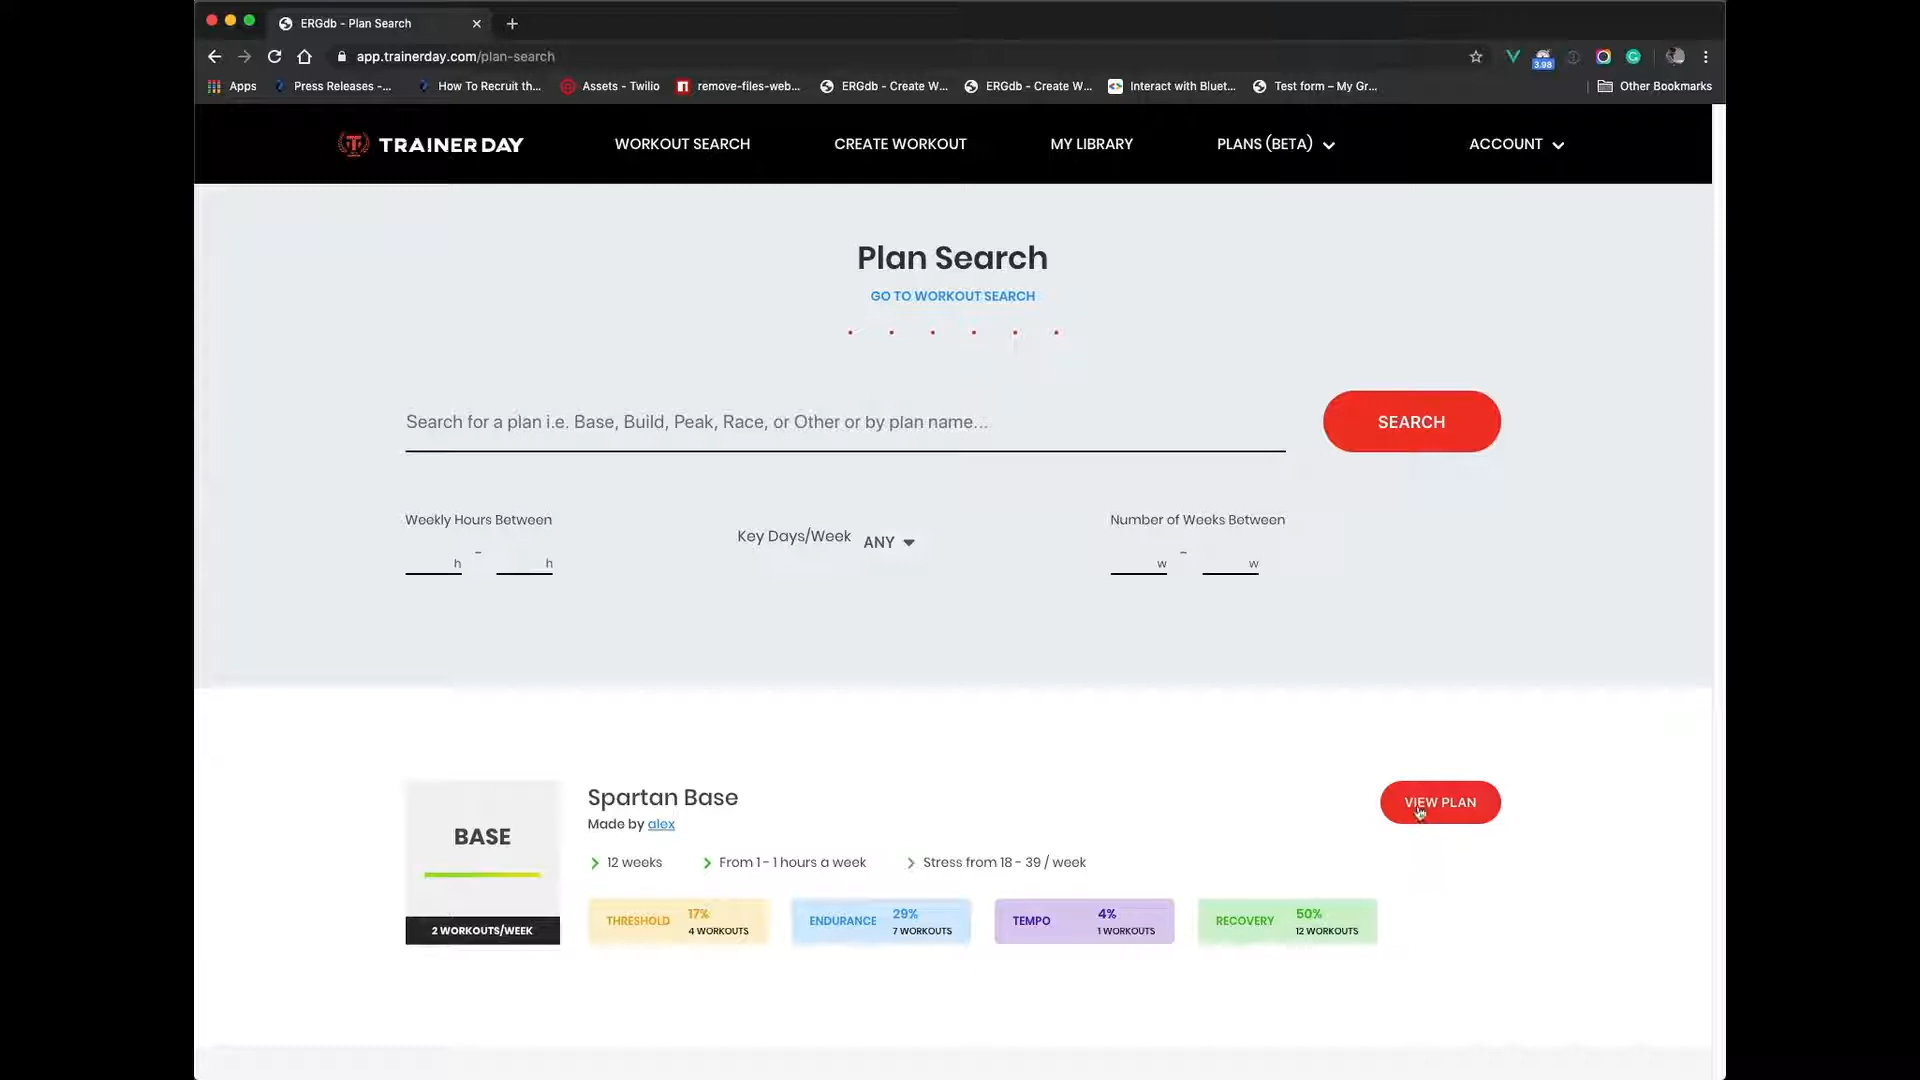 ERGdb - Plan Search
app.trainerday.com/plan-search
3.98
Apps
Press Releases -...
How To Recruit th...
Assets - Twilio
remove-files-web...
ERGdb - Create W...
ERGdb - Create W...
Interact with Bluet...
Test form – My Gr...
Other Bookmarks
TRAINER DAY
WORKOUT SEARCH
CREATE WORKOUT
MY LIBRARY
PLANS (BETA)
ACCOUNT
Plan Search
GO TO WORKOUT SEARCH
Search for a plan i.e. Base, Build, Peak, Race, or Other or by plan name...
SEARCH
Weekly Hours Between
h - h
Key Days/Week ANY
Number of Weeks Between
w - w
BASE
2 WORKOUTS/WEEK
Spartan Base
Made by alex
12 weeks
From 1 - 1 hours a week
Stress from 18 - 39 / week
THRESHOLD 17%
4 WORKOUTS
ENDURANCE 29%
7 WORKOUTS
TEMPO 4%
1 WORKOUTS
RECOVERY 50%
12 WORKOUTS
VIEW PLAN